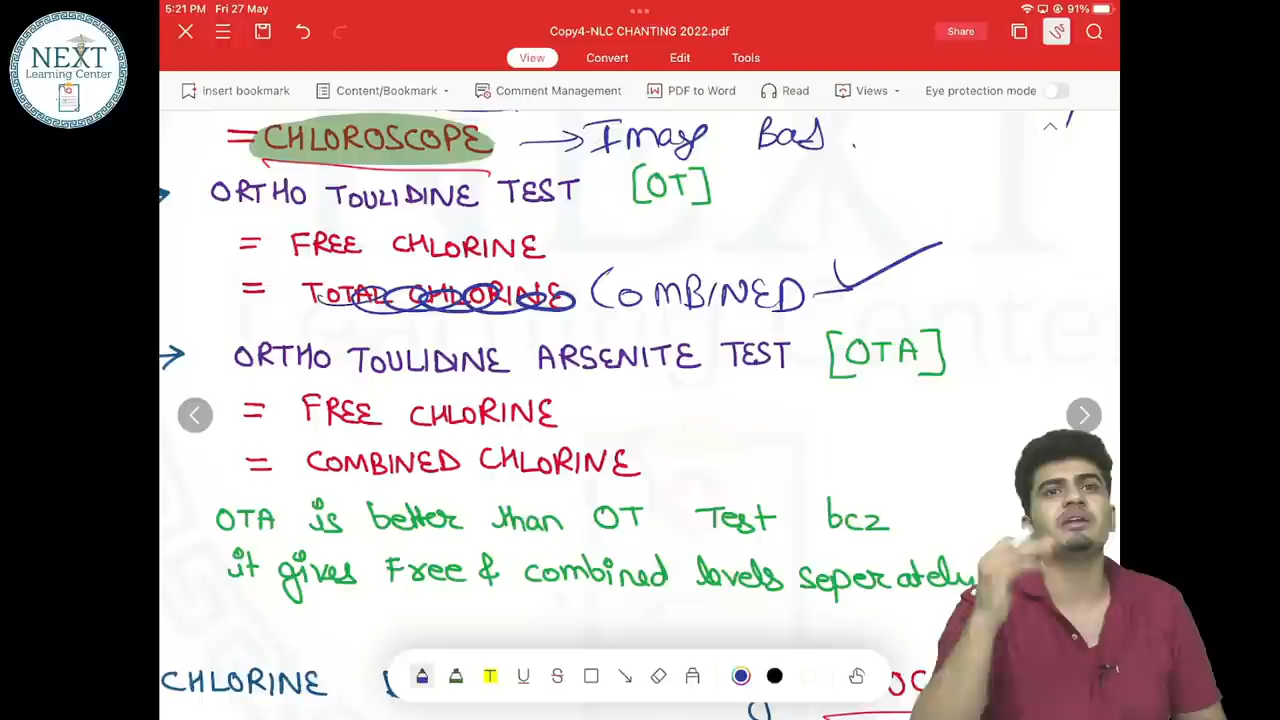 5:21 PM Fri 27 May
91%
NEXT
Learning Center
Copy4-NLC CHANTING 2022.pdf
Share
View
Convert
Edit
Tools
Insert bookmark
Content/Bookmark
Comment Management
PDF to Word
Read
Views
Eye protection mode
= CHLOROSCOPE → Imag Bas .
ORTHO TOULIDINE TEST [OT]
= FREE CHLORINE
= TOTAL CHLORINE COMBINED
→ ORTHO TOULIDINE ARSENITE TEST [OTA]
= FREE CHLORINE
= COMBINED CHLORINE
OTA is better than OT Test bcz
it gives Free & combined levels seperately
CHLORINE